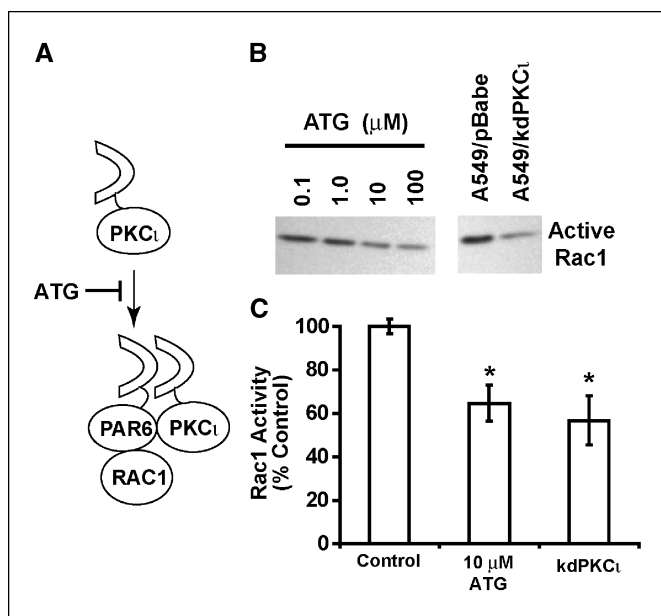 A
PKCι
ATG
PAR6
PKCι
RAC1
B
ATG (μM)
0.1
1.0
10
100
A549/pBabe
A549/kdPKCι
Active
Rac1
C
Rac1 Activity
(% Control)
100
80
60
40
20
0
*
*
Control
10 μM
ATG
kdPKCι